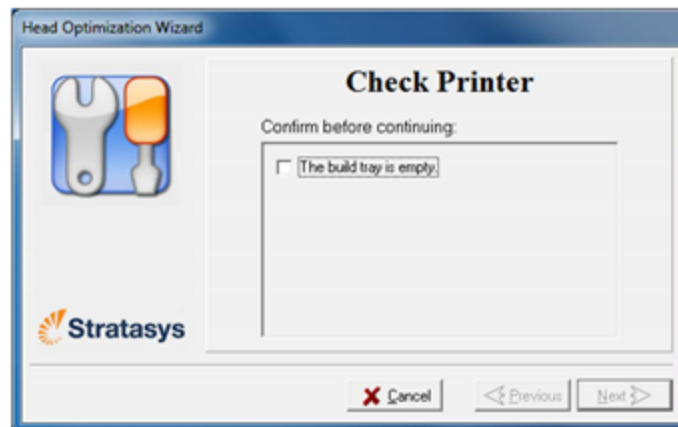 Head Optimization Wizard
Check Printer
Confirm before continuing:
The build tray is empty.
Stratasys
Cancel
Previous
Next